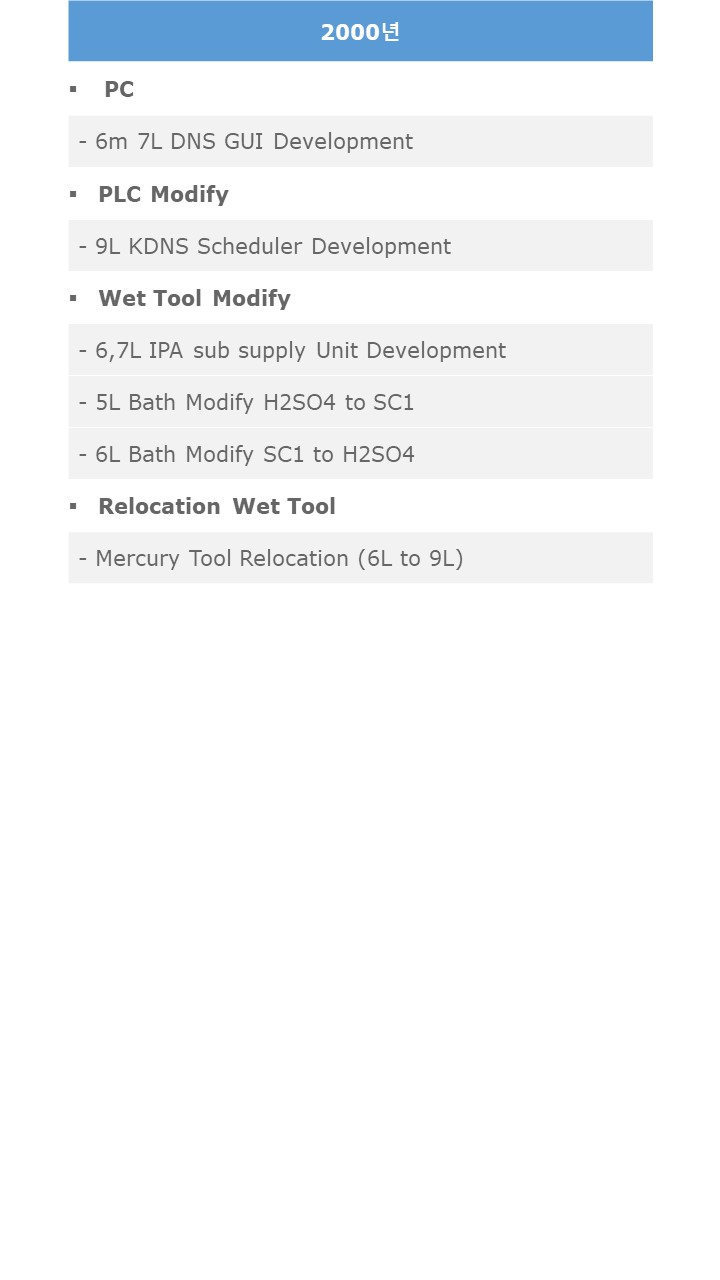 2000년
▪ PC
- 6m 7L DNS GUI Development
▪ PLC Modify
- 9L KDNS Scheduler Development
▪ Wet Tool Modify
- 6,7L IPA sub supply Unit Development
- 5L Bath Modify H2SO4 to SC1
- 6L Bath Modify SC1 to H2SO4
▪ Relocation Wet Tool
- Mercury Tool Relocation (6L to 9L)